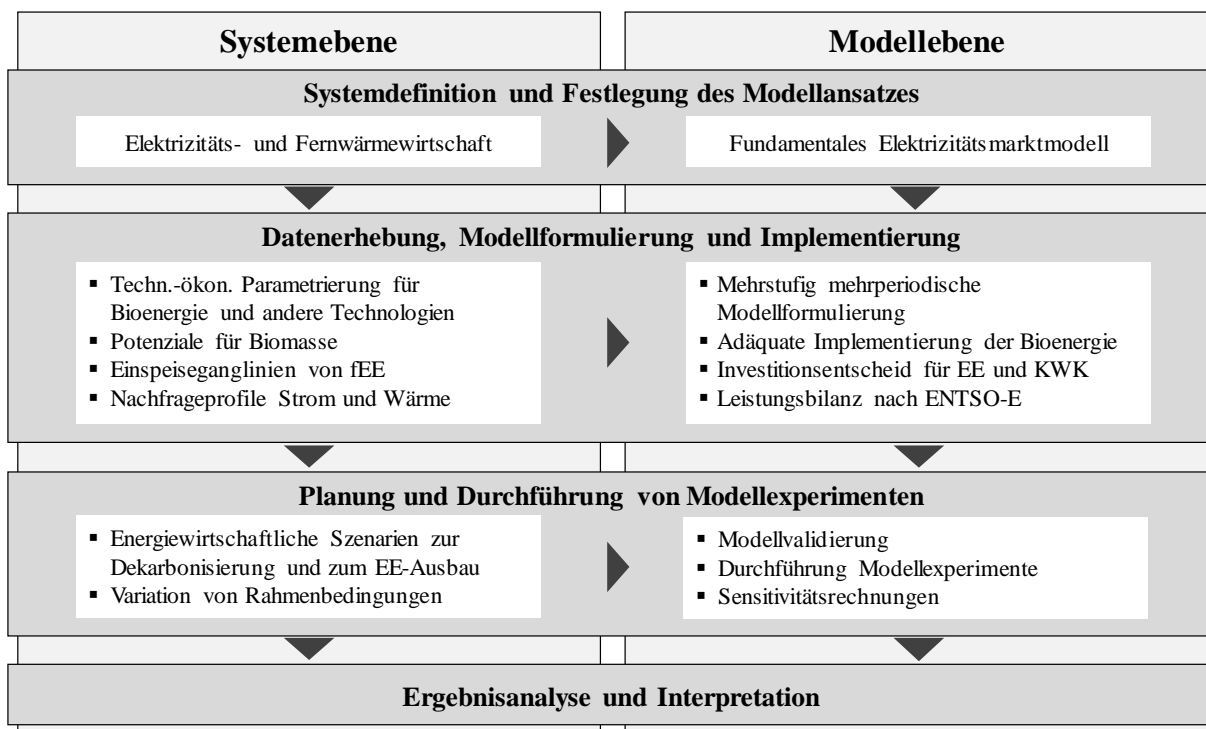 Systemebene
Modellebene
Systemdefinition und Festlegung des Modellansatzes
Elektrizitäts- und Fernwärmewirtschaft
Fundamentales Elektrizitätsmarktmodell
Datenerhebung, Modellformulierung und Implementierung
▪ Techn.-ökon. Parametrierung für
Bioenergie und andere Technologien
▪ Potenziale für Biomasse
▪ Einspeiseganglinien von fEE
▪ Nachfrageprofile Strom und Wärme
▪ Mehrstufig mehrperiodische
Modellformulierung
▪ Adäquate Implementierung der Bioenergie
▪ Investitionsentscheid für EE und KWK
▪ Leistungsbilanz nach ENTSO-E
Planung und Durchführung von Modellexperimenten
▪ Energiewirtschaftliche Szenarien zur
Dekarbonisierung und zum EE-Ausbau
▪ Variation von Rahmenbedingungen
▪ Modellvalidierung
▪ Durchführung Modellexperimente
▪ Sensitivitätsrechnungen
Ergebnisanalyse und Interpretation